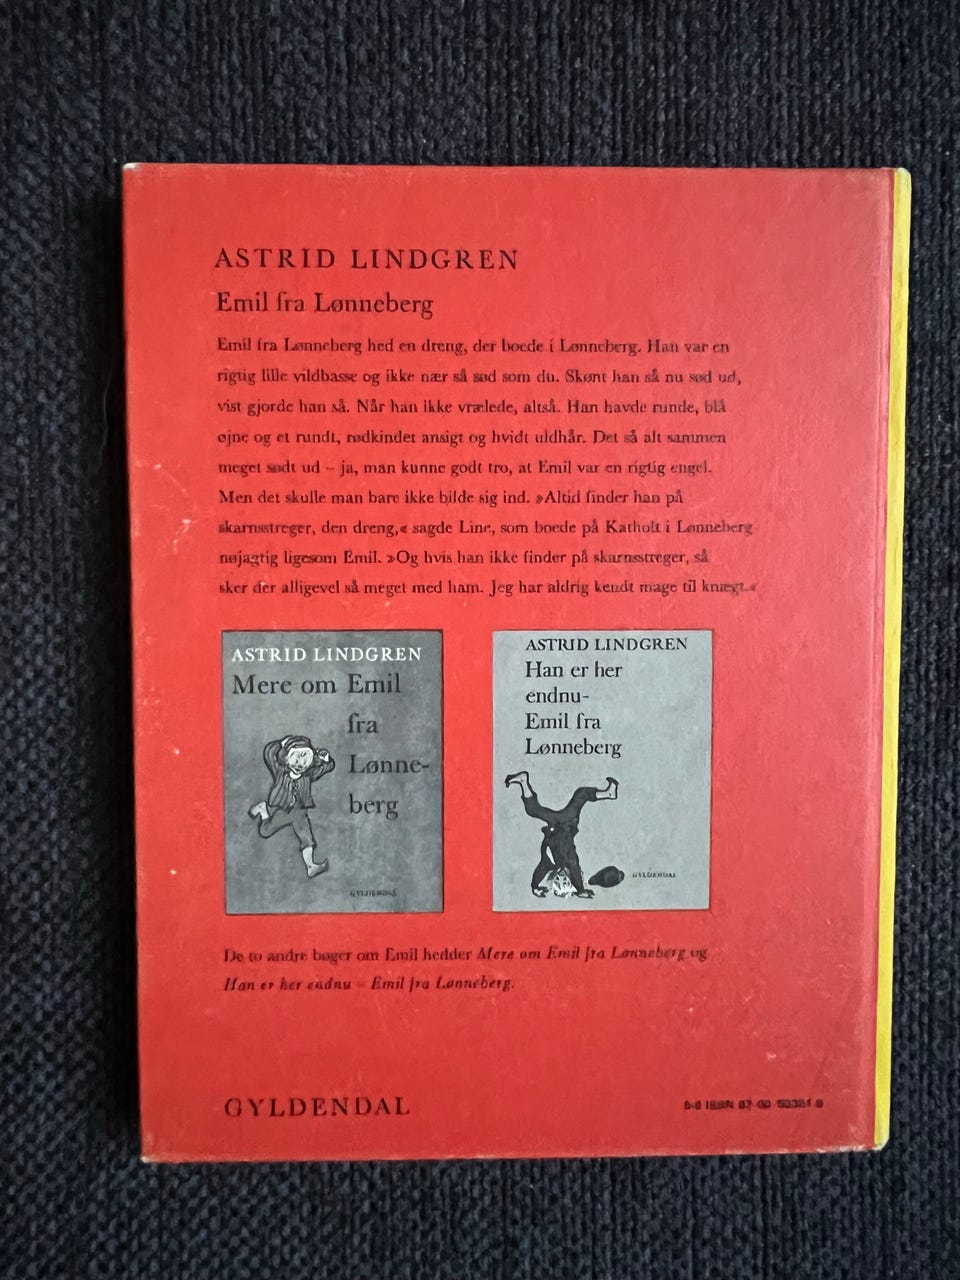 ASTRID LINDGREN
Emil fra Lønneberg
Emil fra Lønneberg hed en dreng, der boede i Lønneberg. Han var en
rigtig lille vildbasse og ikke nær så sød som du. Skønt han så nu sød ud,
vist gjorde han så. Når han ikke vrælede, altså. Han havde runde, blå
øjne og et rundt, rødkindet ansigt og hvidt uldhår. Det så alt sammen
meget sødt ud – ja, man kunne godt tro, at Emil var en rigtig engel.
Men det skulle man bare ikke bilde sig ind. »Altid finder han på
skarnsstreger, den dreng,« sagde Line, som boede på Katholt i Lønneberg
nøjagtig ligesom Emil. »Og hvis han ikke finder på skarnsstreger, så
sker der alligevel så meget med ham. Jeg har aldrig kendt mage til knægt.«
ASTRID LINDGREN
Mere om Emil
fra
Lønne-
berg
GYLDENDAL
ASTRID LINDGREN
Han er her
endnu-
Emil fra
Lønneberg
GYLDENDAL
De to andre bøger om Emil hedder Mere om Emil fra Lønneberg og
Han er her endnu – Emil fra Lønneberg.
GYLDENDAL
ISBN 87-00